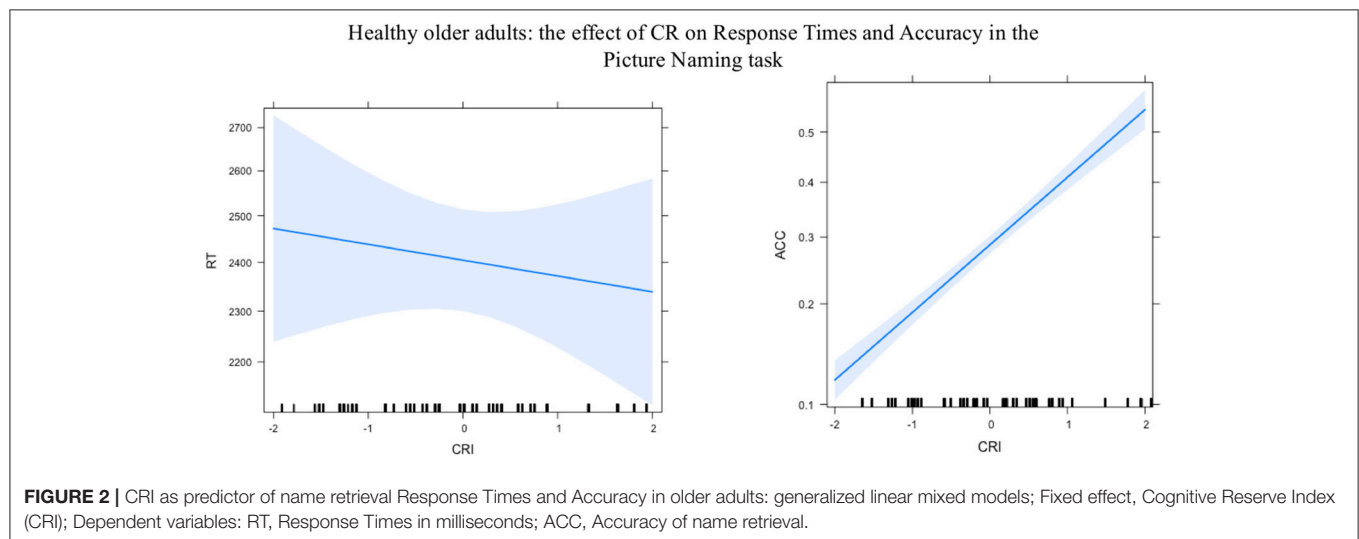 Healthy older adults: the effect of CR on Response Times and Accuracy in the
Picture Naming task
2700
2600
2500
2400
2300
2200
RT
-2 -1 0 1 2
CRI
0.5
0.4
0.3
0.2
0.1
ACC
-2 -1 0 1 2
CRI
FIGURE 2 | CRI as predictor of name retrieval Response Times and Accuracy in older adults: generalized linear mixed models; Fixed effect, Cognitive Reserve Index
(CRI); Dependent variables: RT, Response Times in milliseconds; ACC, Accuracy of name retrieval.